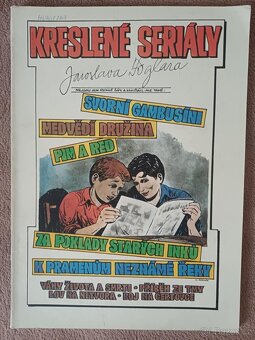 KRESLENÉ SERIÁLY
Jaroslava Foglara
SVORNÍ GAMBUSÍNI
MEDVĚDÍ DRUŽINA
PIM A RED
ZA POKLADY STARÝCH INKŮ
K PRAMENŮM NEZNÁMÉ ŘEKY
VÁHY ŽIVOTA A SMRTI • PŘÍBĚH ZE TMY
LOV NA NETVORA • BOJ NA ČERTOVCE